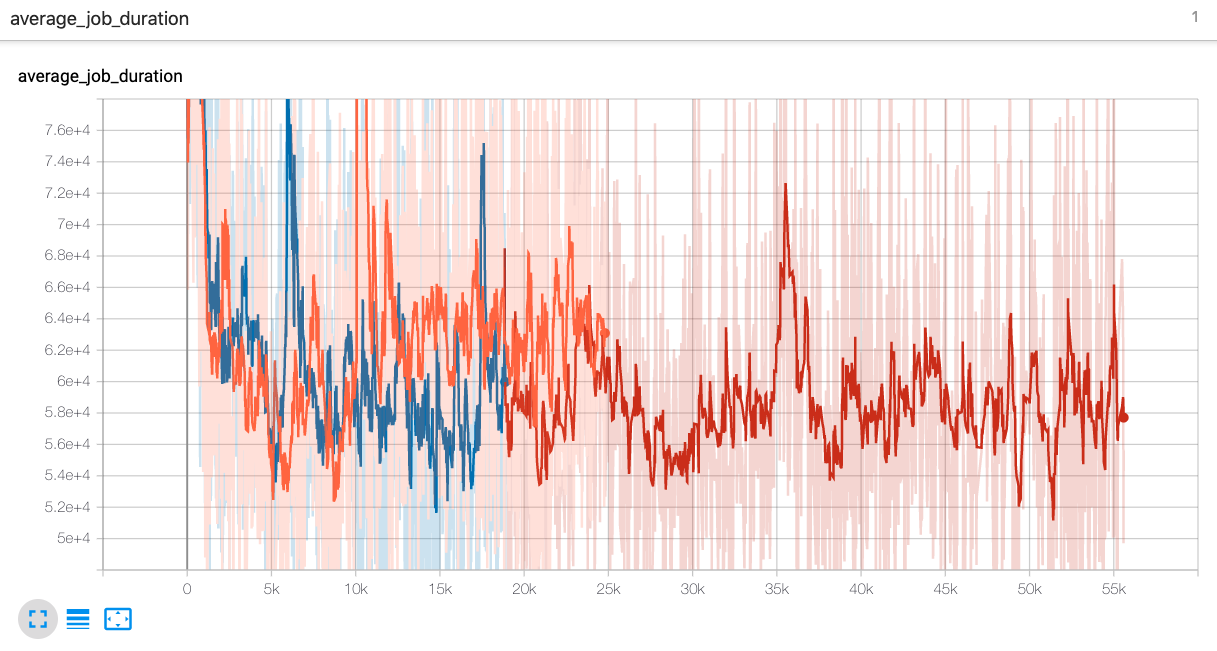 average_job_duration
1
average_job_duration
7.6e+4
7.4e+4
7.2e+4
7e+4
6.8e+4
6.6e+4
6.4e+4
6.2e+4
6e+4
5.8e+4
5.6e+4
5.4e+4
5.2e+4
5e+4
0 5k 10k 15k 20k 25k 30k 35k 40k 45k 50k 55k